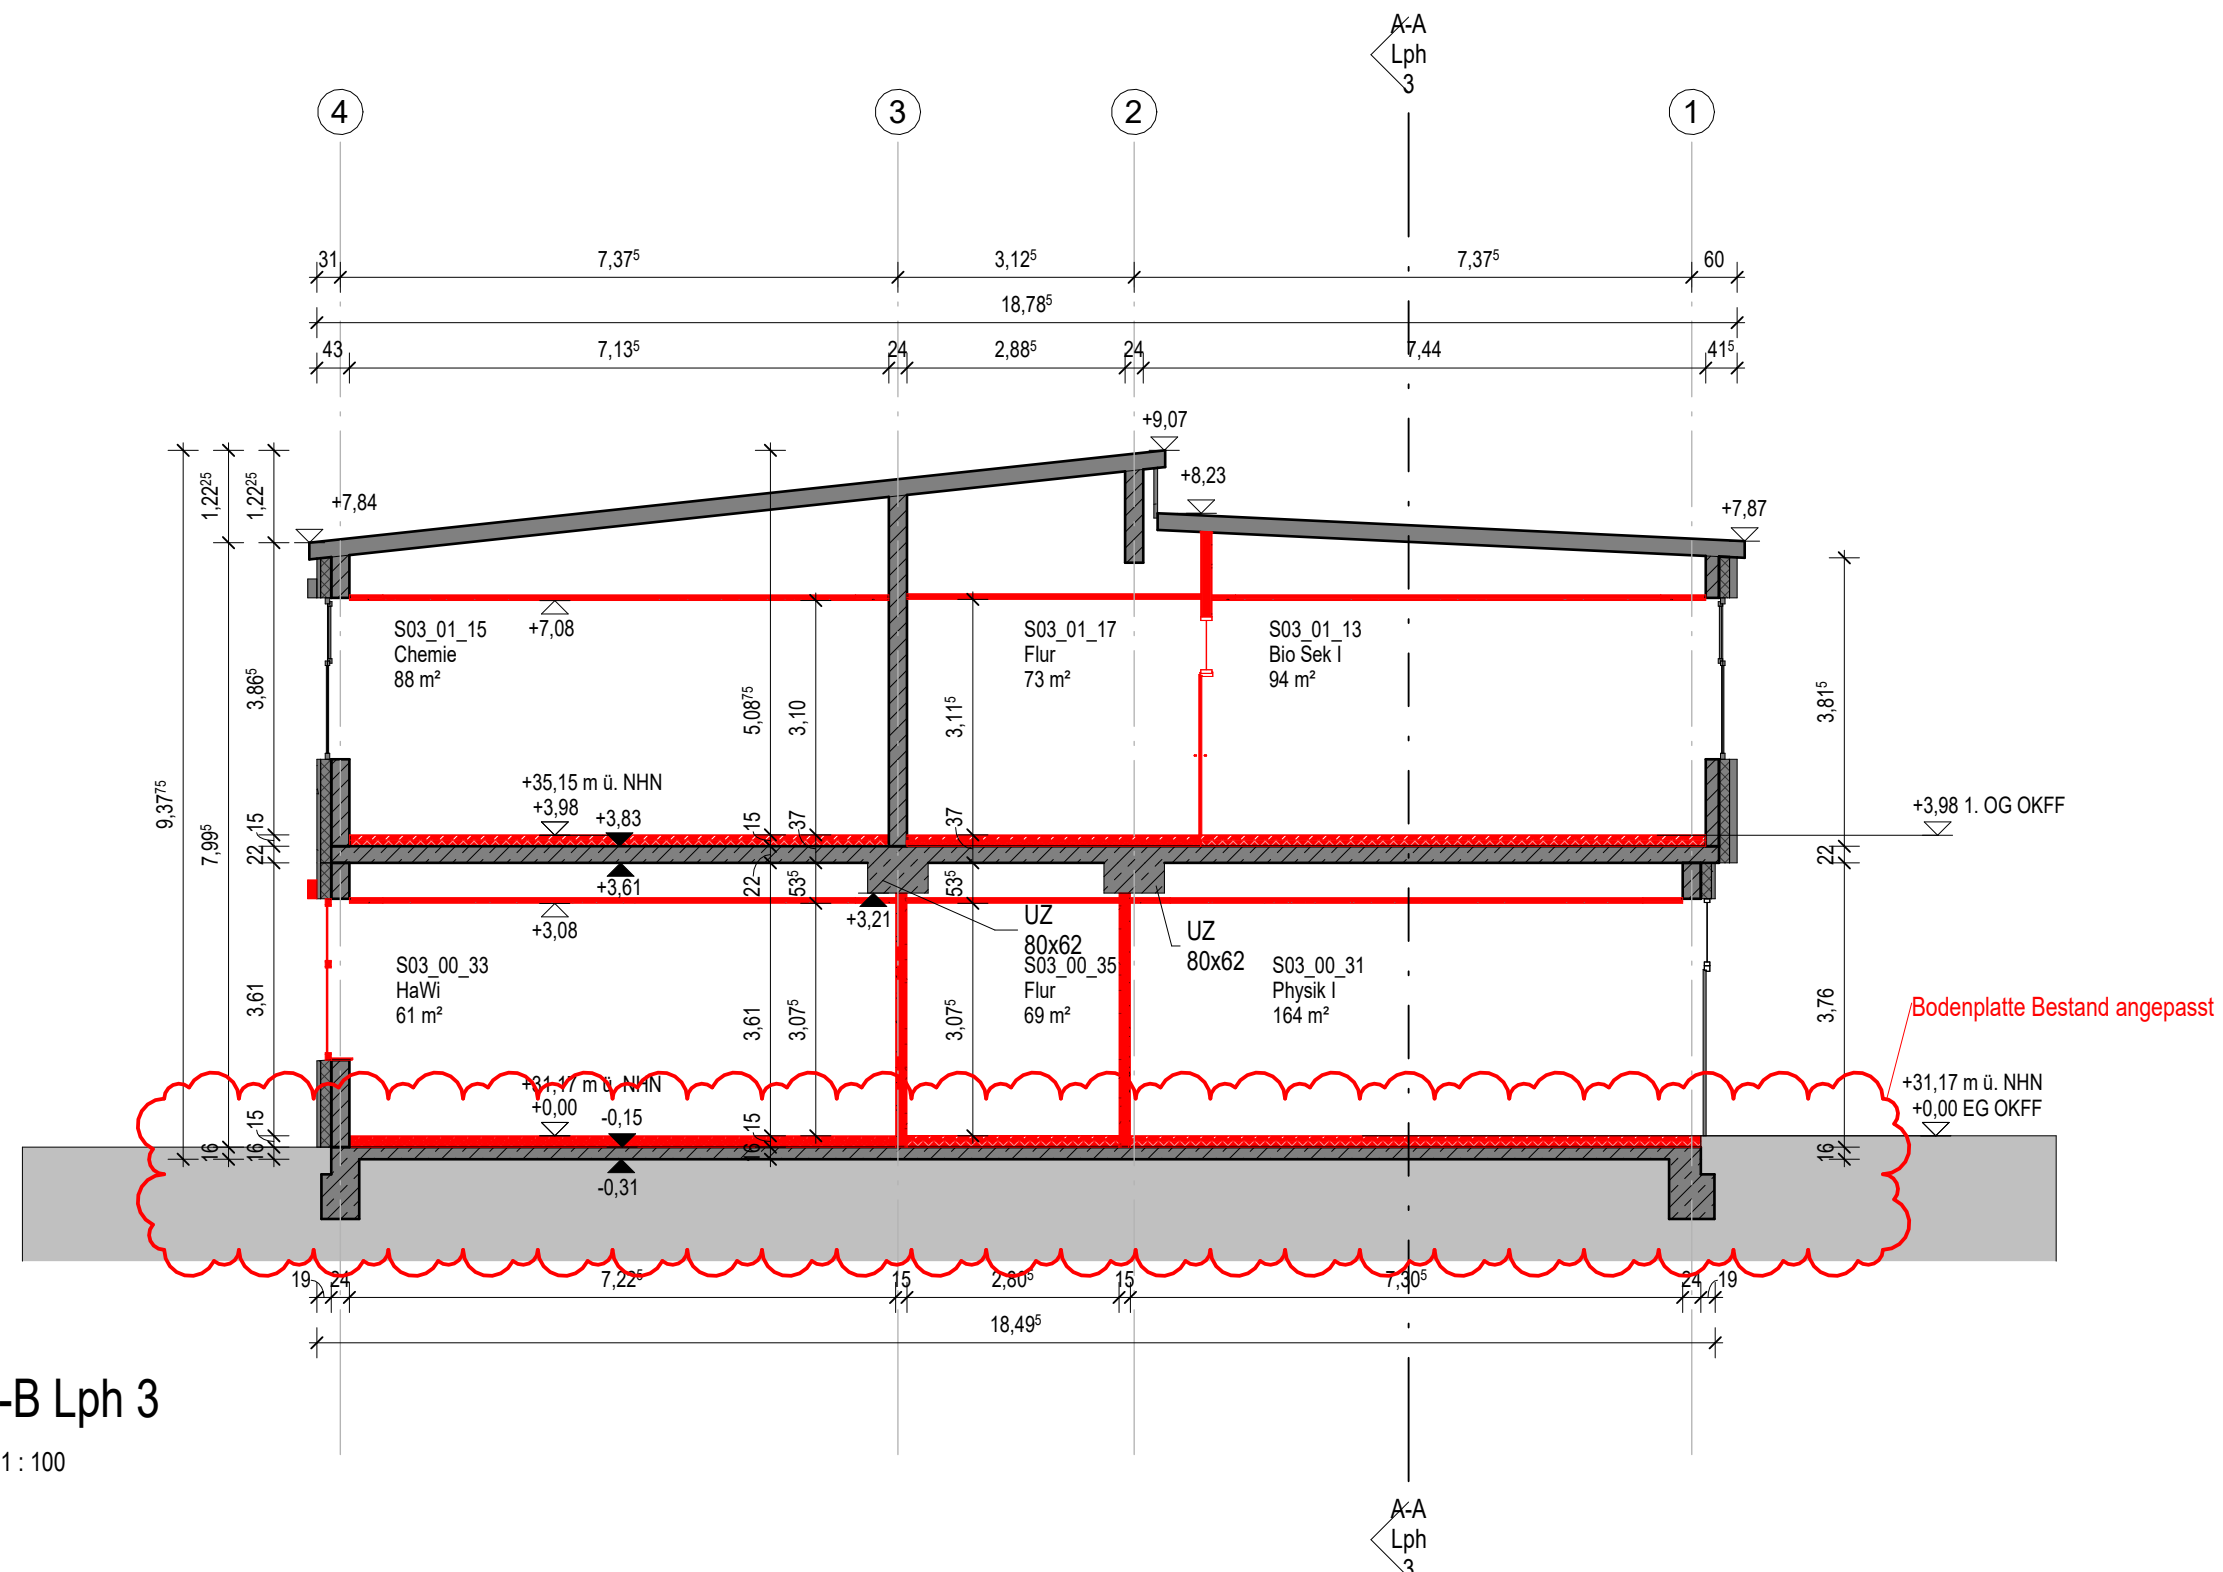 A-A
Lph
3
4
3
2
1
31
7,37⁵
3,12⁵
7,37⁵
60
18,78⁵
43
7,13⁵
24
2,88⁵
24
7,44
41⁵
+9,07
+8,23
+7,84
+7,87
1,22²⁵
1,22²⁵
+7,08
S03_01_15
Chemie
88 m²
S03_01_17
Flur
73 m²
S03_01_13
Bio Sek I
94 m²
3,86⁵
5,08⁷⁵
3,10
3,11⁵
3,81⁵
9,37⁷⁵
7,99⁵
+35,15 m ü. NHN
+3,98
+3,83
+3,98 1. OG OKFF
15
15
37
37
22
22
53⁵
53⁵
22
+3,61
+3,21
+3,08
UZ
80x62
UZ
80x62
S03_00_33
HaWi
61 m²
S03_00_35
Flur
69 m²
S03_00_31
Physik I
164 m²
3,61
3,61
3,07⁵
3,07⁵
3,76
Bodenplatte Bestand angepasst
+31,17 m ü. NHN
+0,00
-0,15
+31,17 m ü. NHN
+0,00 EG OKFF
15
15
16
16
16
16
-0,31
19
24
7,22⁵
15
2,80⁵
15
7,30⁵
24
19
18,49⁵
-B Lph 3
1 : 100
A-A
Lph
3